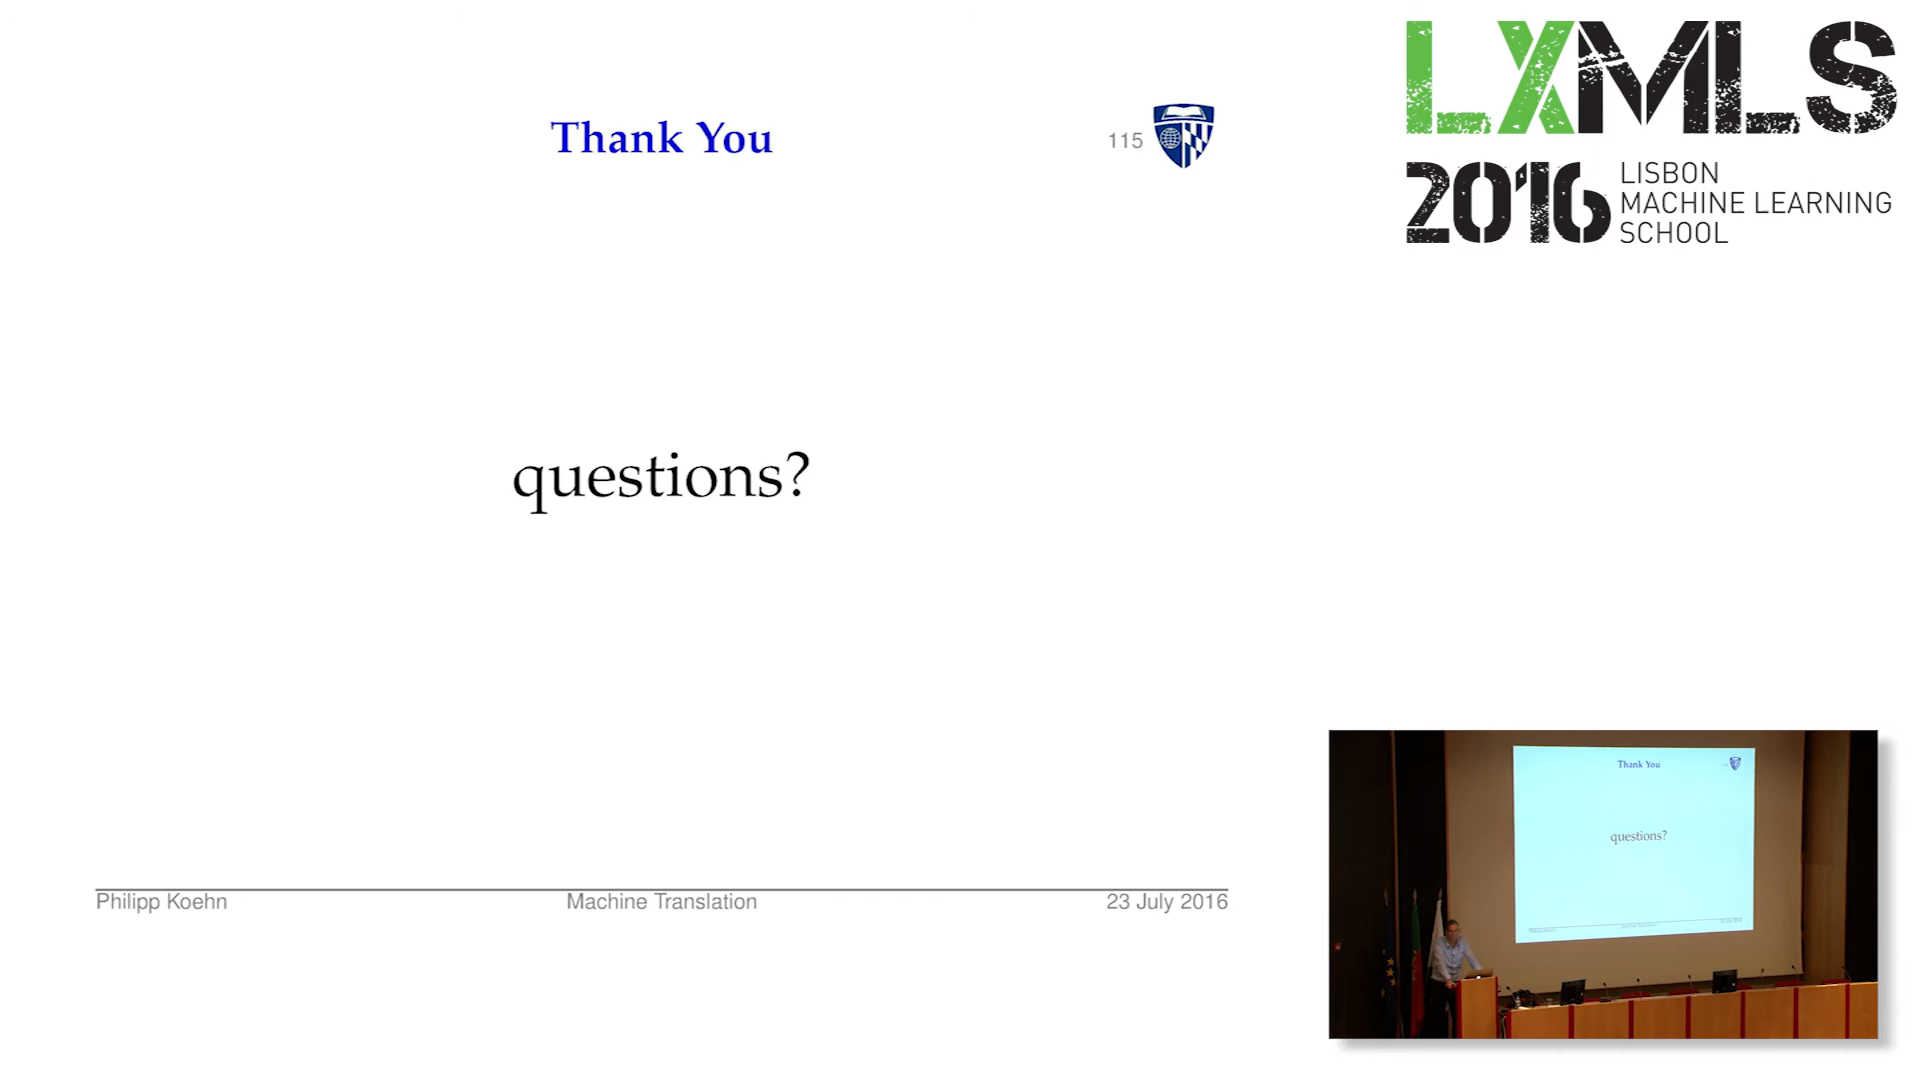 Thank You
115
questions?
Philipp Koehn
Machine Translation
23 July 2016
LXMLS
2016
LISBON
MACHINE LEARNING
SCHOOL
Thank You
questions?